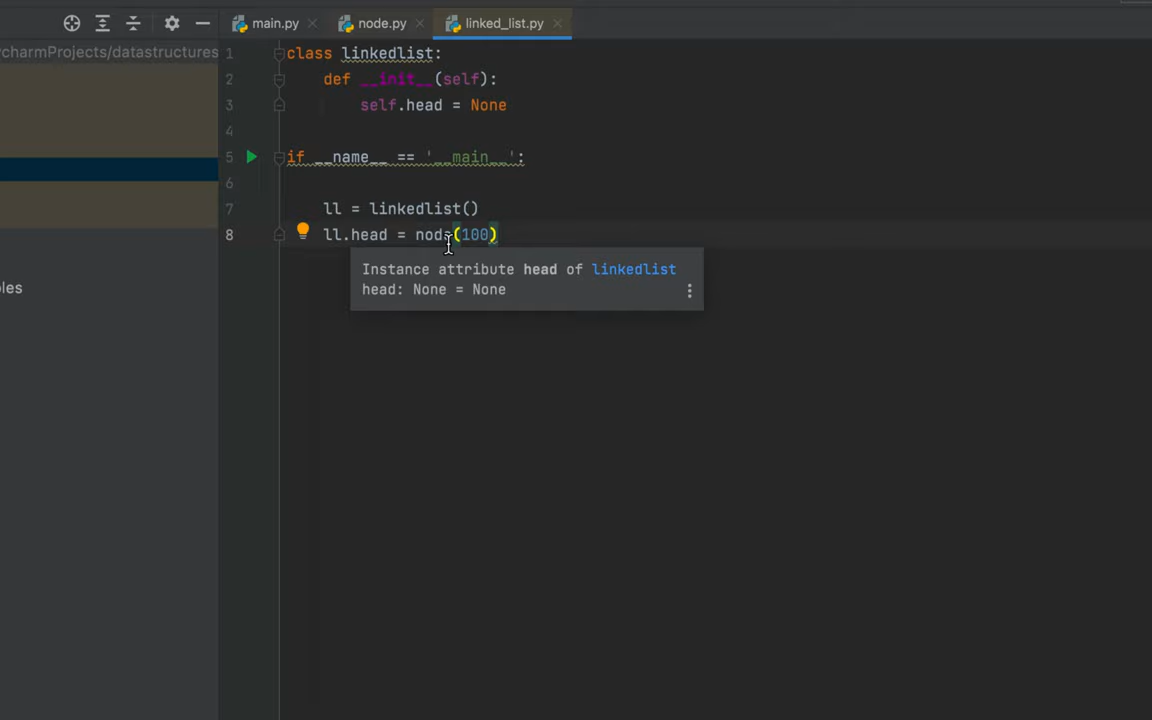 main.py
node.py
linked_list.py
charmProjects/datastructures
1 class linkedlist:
2 def __init__(self):
3 self.head = None
4
5 if __name__ == '__main__':
6
7 ll = linkedlist()
8 ll.head = node(100)
Instance attribute head of linkedlist
head: None = None
les